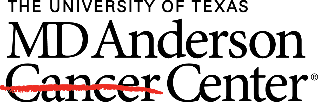 THE UNIVERSITY OF TEXAS
MD Anderson
Cancer Center®